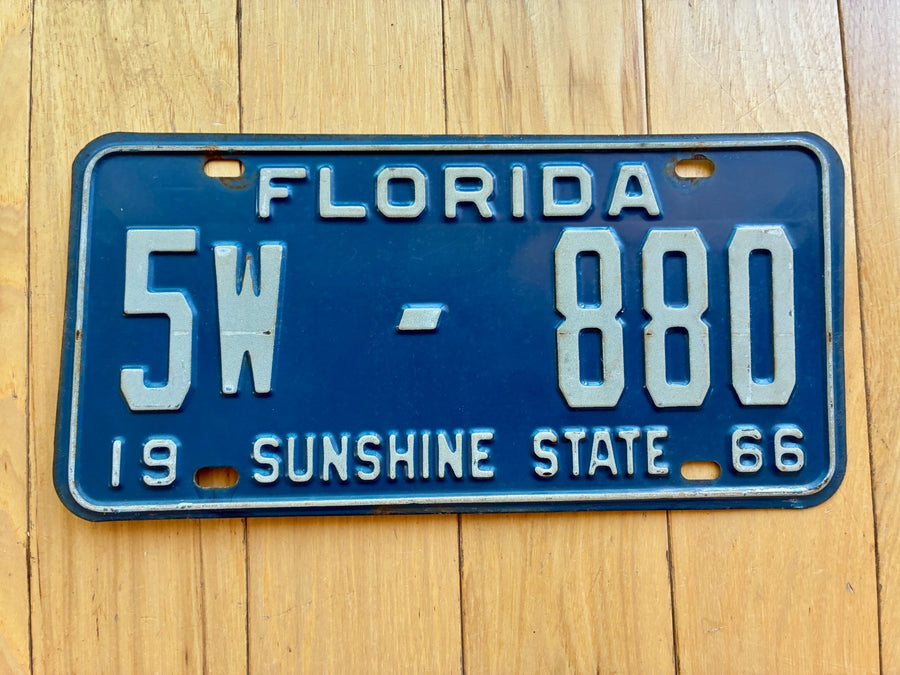 FLORIDA
5W - 880
19 SUNSHINE STATE 66